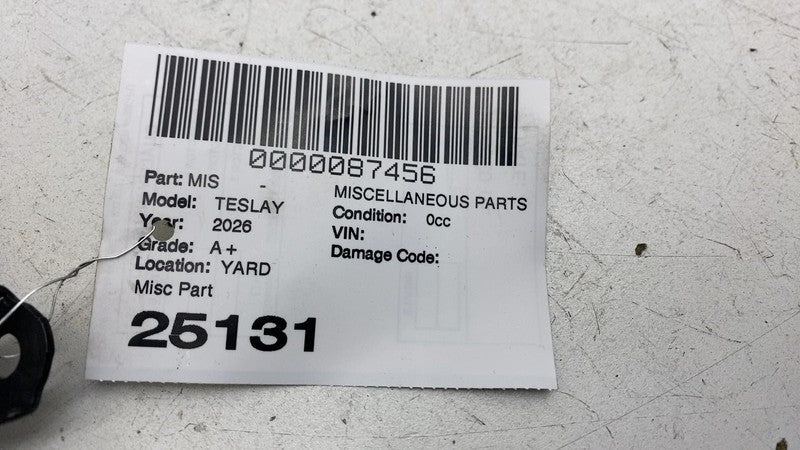 0000087456
Part: MIS - MISCELLANEOUS PARTS
Model: TESLAY Condition: 0cc
Year: 2026 VIN:
Grade: A+ Damage Code:
Location: YARD
Misc Part
25131